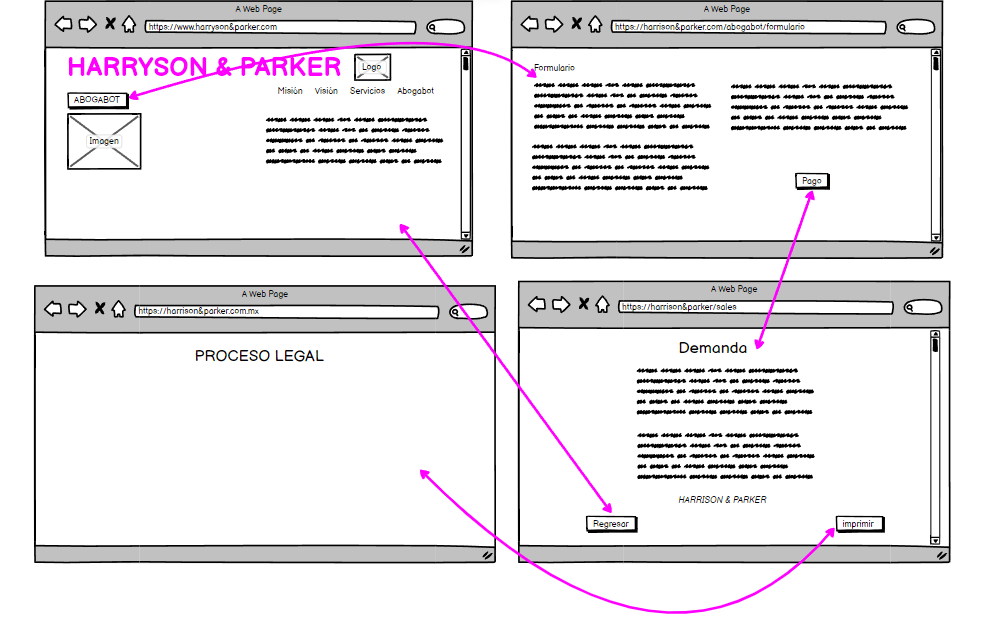 A Web Page
https://www.harryson&parker.com
HARRYSON & PARKER
Logo
Misión Visión Servicios Abogabot
ABOGABOT
Imagen
A Web Page
https://harrison&parker.com/abogabot/formulario
Formulario
Pago
A Web Page
https://harrison&parker.com.mx
PROCESO LEGAL
A Web Page
https://harrison&parker/sales
Demanda
HARRISON & PARKER
Regresar
imprimir